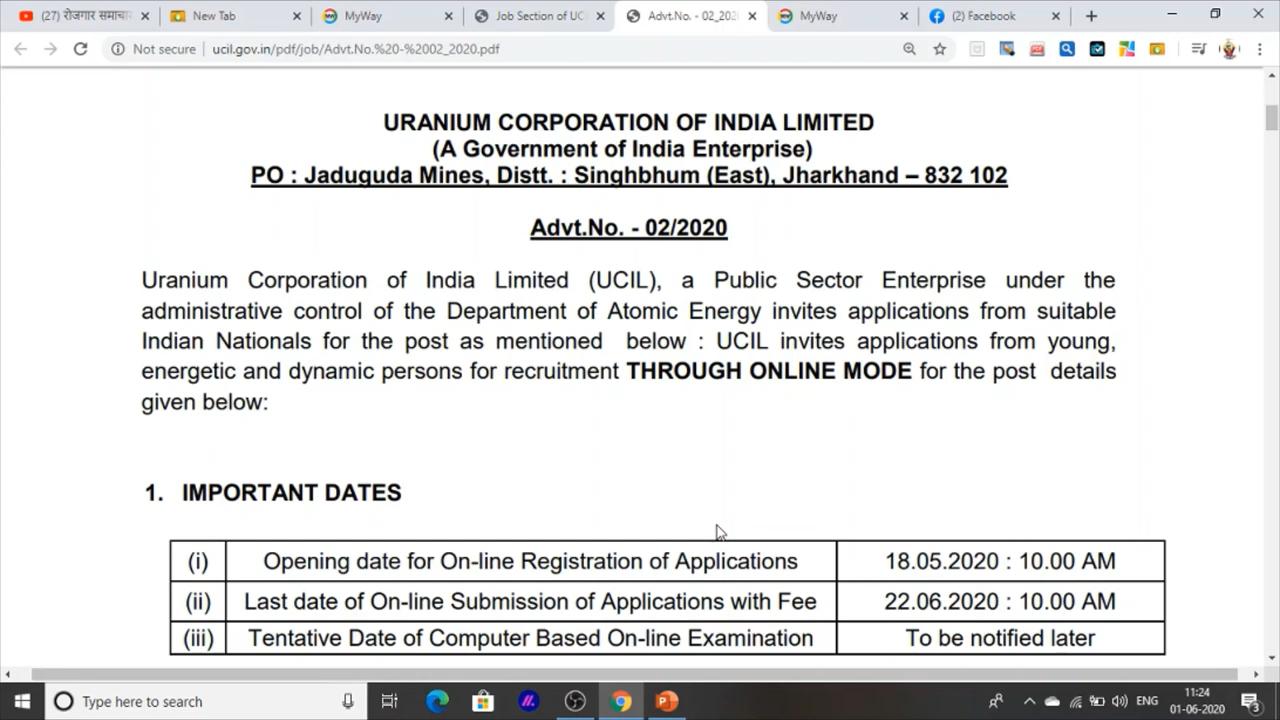 (27) रोजगार समाचार
New Tab
MyWay
Job Section of UC
Advt.No. - 02_202
MyWay
(2) Facebook
Not secure
ucil.gov.in/pdf/job/Advt.No.%20-%2002_2020.pdf
URANIUM CORPORATION OF INDIA LIMITED
(A Government of India Enterprise)
PO : Jaduguda Mines, Distt. : Singhbhum (East), Jharkhand – 832 102
Advt.No. - 02/2020
Uranium Corporation of India Limited (UCIL), a Public Sector Enterprise under the
administrative control of the Department of Atomic Energy invites applications from suitable
Indian Nationals for the post as mentioned below : UCIL invites applications from young,
energetic and dynamic persons for recruitment THROUGH ONLINE MODE for the post details
given below:
1. IMPORTANT DATES
(i) Opening date for On-line Registration of Applications 18.05.2020 : 10.00 AM
(ii) Last date of On-line Submission of Applications with Fee 22.06.2020 : 10.00 AM
(iii) Tentative Date of Computer Based On-line Examination To be notified later
Type here to search
ENG
11:24
01-06-2020
3